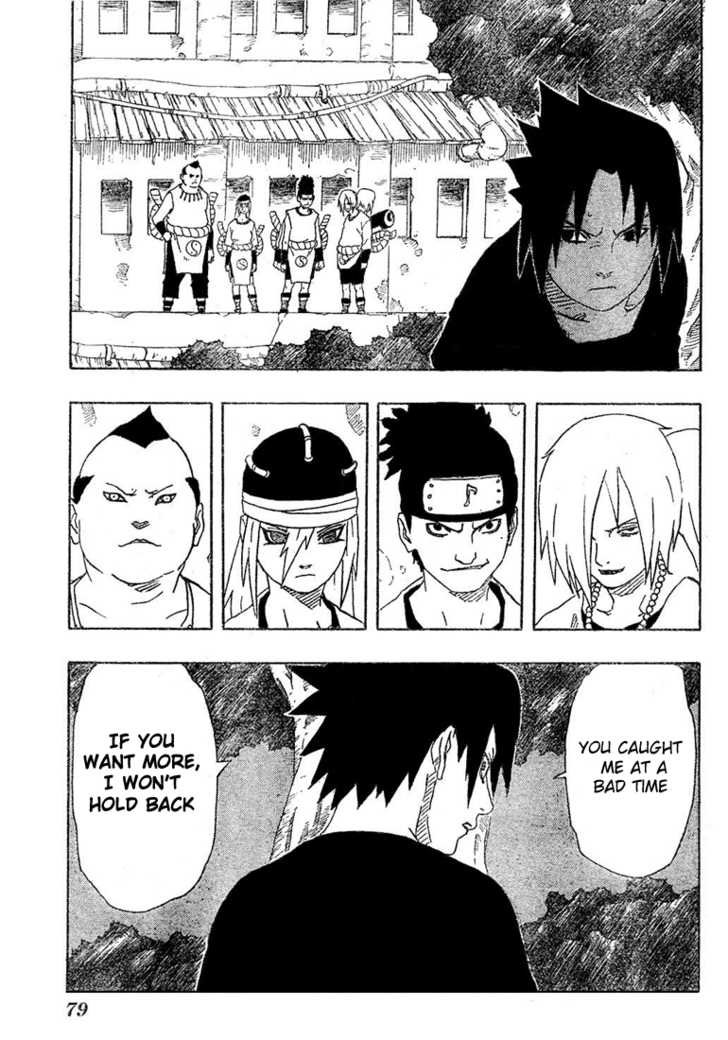 YOU CAUGHT
ME AT A
BAD TIME
IF YOU
WANT MORE,
I WON'T
HOLD BACK
79